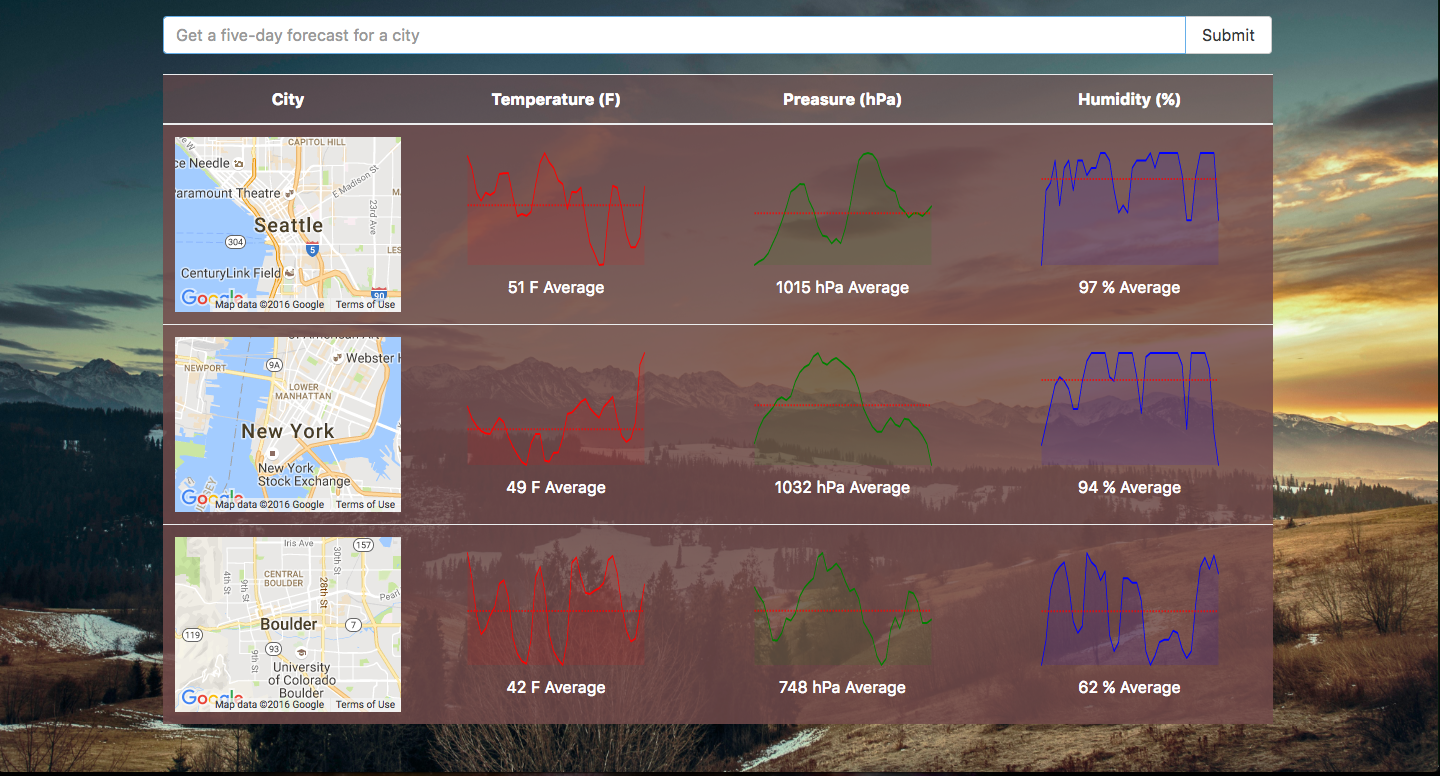 Get a five-day forecast for a city
Submit
City
Temperature (F)
Preasure (hPa)
Humidity (%)
CAPITOL HILL
ce Needle
Paramount Theatre
E Madison St
23rd Ave
Seattle
304
5
LES
CenturyLink Field
90
Google
Map data ©2016 Google
Terms of Use
51 F Average
1015 hPa Average
97 % Average
Webster H
9A
NEWPORT
LOWER
MANHATTAN
New York
New York
Stock Exchange
Google
Map data ©2016 Google
Terms of Use
49 F Average
1032 hPa Average
94 % Average
Iris Ave
157
30th St
4th St
9th St
CENTRAL
BOULDER
28th St
Pearl
Boulder
7
119
93
9th St
University
of Colorado
Boulder
Google
Map data ©2016 Google
Terms of Use
42 F Average
748 hPa Average
62 % Average